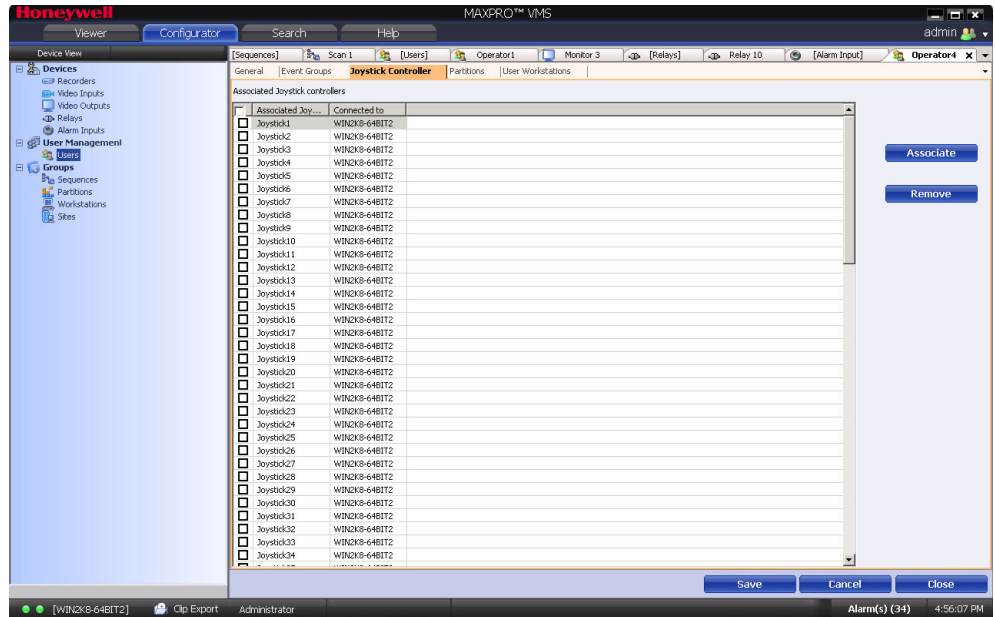 Honeywell
MAXPRO™ VMS
Viewer Configurator Search Help admin
Device View
Devices
Recorders
Video Inputs
Video Outputs
Relays
Alarm Inputs
User Management
Users
Groups
Sequences
Partitions
Workstations
Sites
[Sequences] Scan 1 [Users] Operator1 Monitor 3 [Relays] Relay 10 [Alarm Input] Operator4 x
General Event Groups Joystick Controller Partitions User Workstations
Associated Joystick controllers
Associated Joy... Connected to
Joystick1 WIN2K8-64BIT2
Joystick2 WIN2K8-64BIT2
Joystick3 WIN2K8-64BIT2
Joystick4 WIN2K8-64BIT2
Joystick5 WIN2K8-64BIT2
Joystick6 WIN2K8-64BIT2
Joystick7 WIN2K8-64BIT2
Joystick8 WIN2K8-64BIT2
Joystick9 WIN2K8-64BIT2
Joystick10 WIN2K8-64BIT2
Joystick11 WIN2K8-64BIT2
Joystick12 WIN2K8-64BIT2
Joystick13 WIN2K8-64BIT2
Joystick14 WIN2K8-64BIT2
Joystick15 WIN2K8-64BIT2
Joystick16 WIN2K8-64BIT2
Joystick17 WIN2K8-64BIT2
Joystick18 WIN2K8-64BIT2
Joystick19 WIN2K8-64BIT2
Joystick20 WIN2K8-64BIT2
Joystick21 WIN2K8-64BIT2
Joystick22 WIN2K8-64BIT2
Joystick23 WIN2K8-64BIT2
Joystick24 WIN2K8-64BIT2
Joystick25 WIN2K8-64BIT2
Joystick26 WIN2K8-64BIT2
Joystick27 WIN2K8-64BIT2
Joystick28 WIN2K8-64BIT2
Joystick29 WIN2K8-64BIT2
Joystick30 WIN2K8-64BIT2
Joystick31 WIN2K8-64BIT2
Joystick32 WIN2K8-64BIT2
Joystick33 WIN2K8-64BIT2
Joystick34 WIN2K8-64BIT2
Associate
Remove
Save Cancel Close
[WIN2K8-64BIT2] Clip Export Administrator Alarm(s) (34) 4:56:07 PM